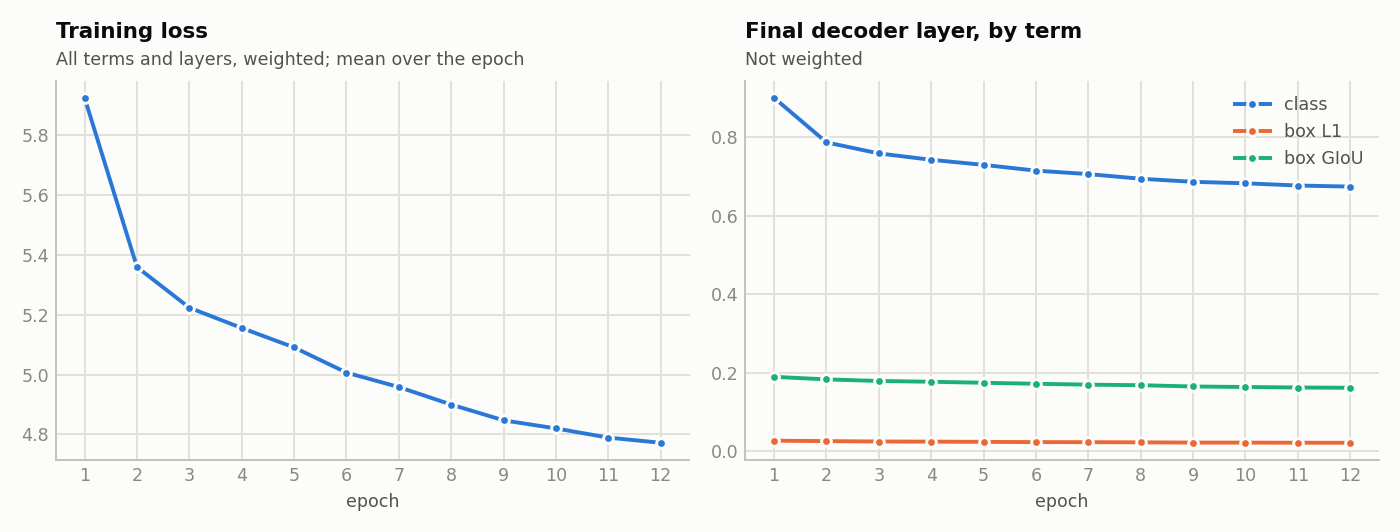 Training loss
All terms and layers, weighted; mean over the epoch
5.8
5.6
5.4
5.2
5.0
4.8
1 2 3 4 5 6 7 8 9 10 11 12
epoch
Final decoder layer, by term
Not weighted
class
box L1
box GIoU
0.8
0.6
0.4
0.2
0.0
1 2 3 4 5 6 7 8 9 10 11 12
epoch